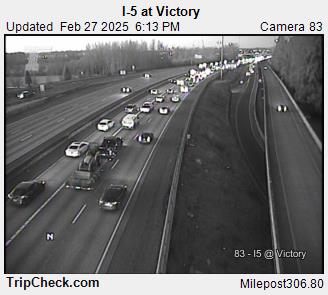 I-5 at Victory
Updated  Feb 27 2025  6:13 PM  Camera 83
N
83 - I5 @ Victory
TripCheck.com  Milepost306.80